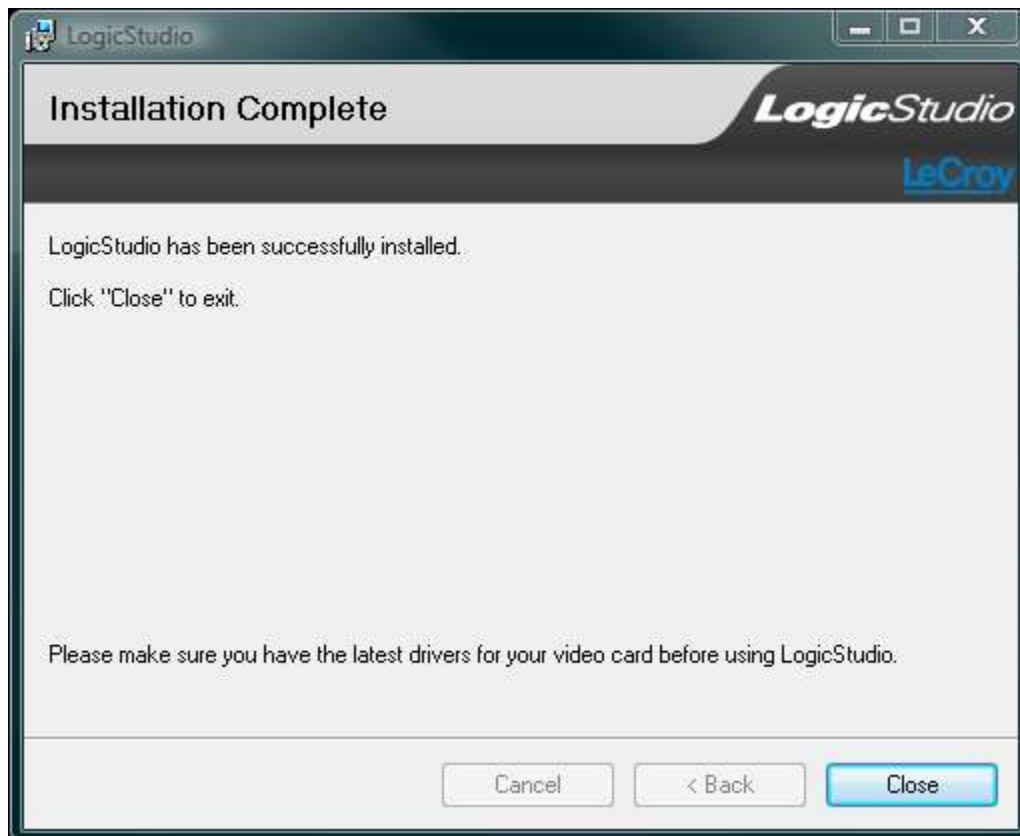 LogicStudio
Installation Complete
LogicStudio
LeCroy
LogicStudio has been successfully installed.
Click "Close" to exit.
Please make sure you have the latest drivers for your video card before using LogicStudio.
Cancel
< Back
Close